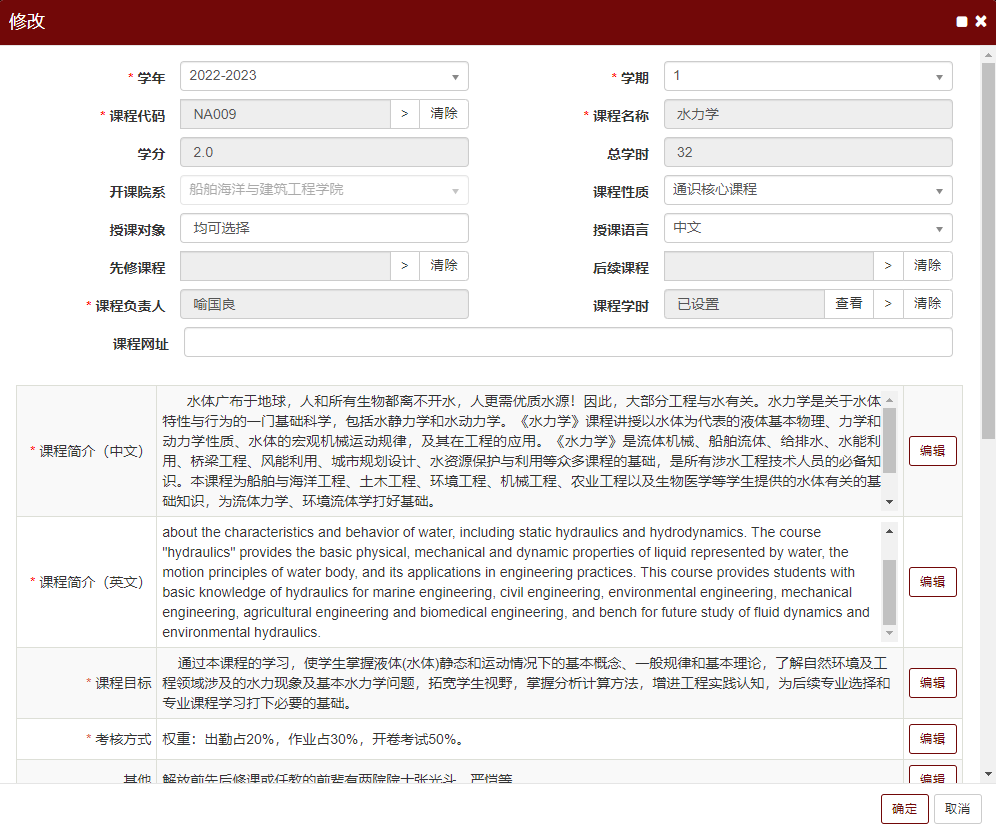 修改
* 学年 2022-2023 * 学期 1
* 课程代码 NA009 > 清除 * 课程名称 水力学
学分 2.0 总学时 32
开课院系 船舶海洋与建筑工程学院 课程性质 通识核心课程
授课对象 均可选择 授课语言 中文
先修课程 > 清除 后续课程 > 清除
* 课程负责人 喻国良 课程学时 已设置 查看 > 清除
课程网址
* 课程简介（中文）
水体广布于地球，人和所有生物都离不开水，人更需优质水源！因此，大部分工程与水有关。水力学是关于水体
特性与行为的一门基础科学，包括水静力学和水动力学。《水力学》课程讲授以水体为代表的液体基本物理、力学和
动力学性质、水体的宏观机械运动规律，及其在工程的应用。《水力学》是流体机械、船舶流体、给排水、水能利
用、桥梁工程、风能利用、城市规划设计、水资源保护与利用等众多课程的基础，是所有涉水工程技术人员的必备知
识。本课程为船舶与海洋工程、土木工程、环境工程、机械工程、农业工程以及生物医学等学生提供的水体有关的基
础知识，为流体力学、环境流体学打好基础。
编辑
* 课程简介（英文）
about the characteristics and behavior of water, including static hydraulics and hydrodynamics. The course
"hydraulics" provides the basic physical, mechanical and dynamic properties of liquid represented by water, the
motion principles of water body, and its applications in engineering practices. This course provides students with
basic knowledge of hydraulics for marine engineering, civil engineering, environmental engineering, mechanical
engineering, agricultural engineering and biomedical engineering, and bench for future study of fluid dynamics and
environmental hydraulics.
编辑
* 课程目标
通过本课程的学习，使学生掌握液体(水体)静态和运动情况下的基本概念、一般规律和基本理论，了解自然环境及工
程领域涉及的水力现象及基本水力学问题，拓宽学生视野，掌握分析计算方法，增进工程实践认知，为后续专业选择和
专业课程学习打下必要的基础。
编辑
* 考核方式 权重：出勤占20%，作业占30%，开卷考试50%。 编辑
其他 解放前先后修课或任教的前辈有两院院士张光斗、严恺等 编辑
确定 取消